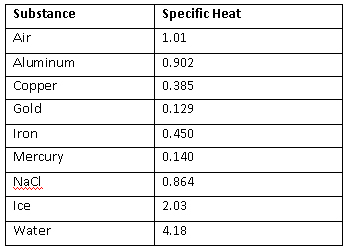 Substance Specific Heat
Air 1.01
Aluminum 0.902
Copper 0.385
Gold 0.129
Iron 0.450
Mercury 0.140
NaCl 0.864
Ice 2.03
Water 4.18